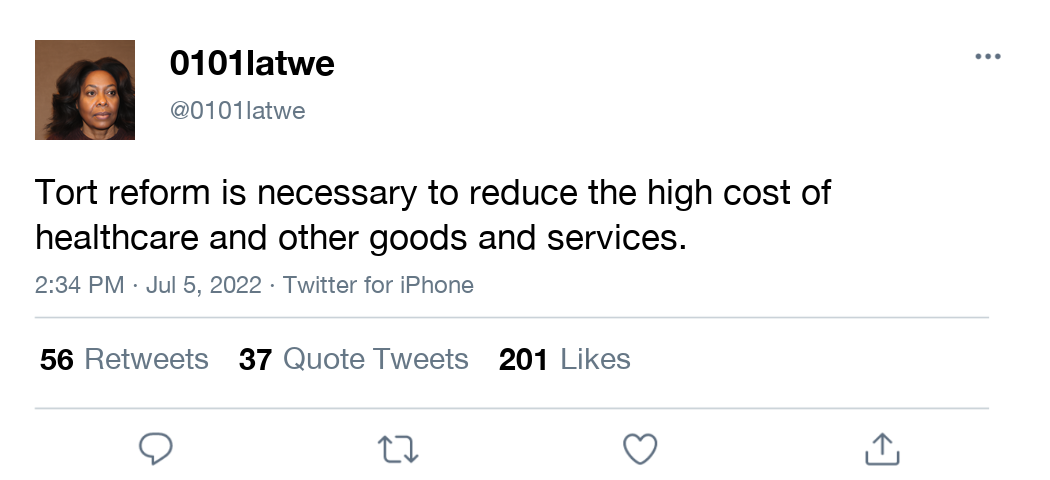 0101latwe
@0101latwe
Tort reform is necessary to reduce the high cost of
healthcare and other goods and services.
2:34 PM · Jul 5, 2022 · Twitter for iPhone
56 Retweets 37 Quote Tweets 201 Likes